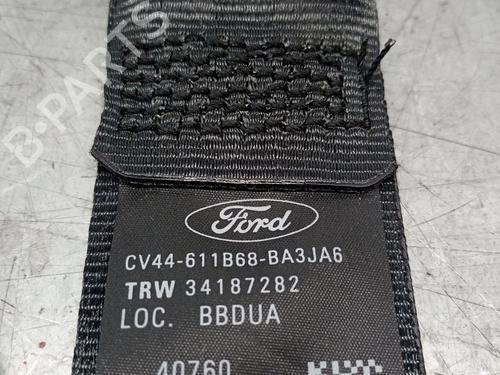 B-PARTS
Ford
CV44-611B68-BA3JA6
TRW 34187282
LOC. BBDUA
40760